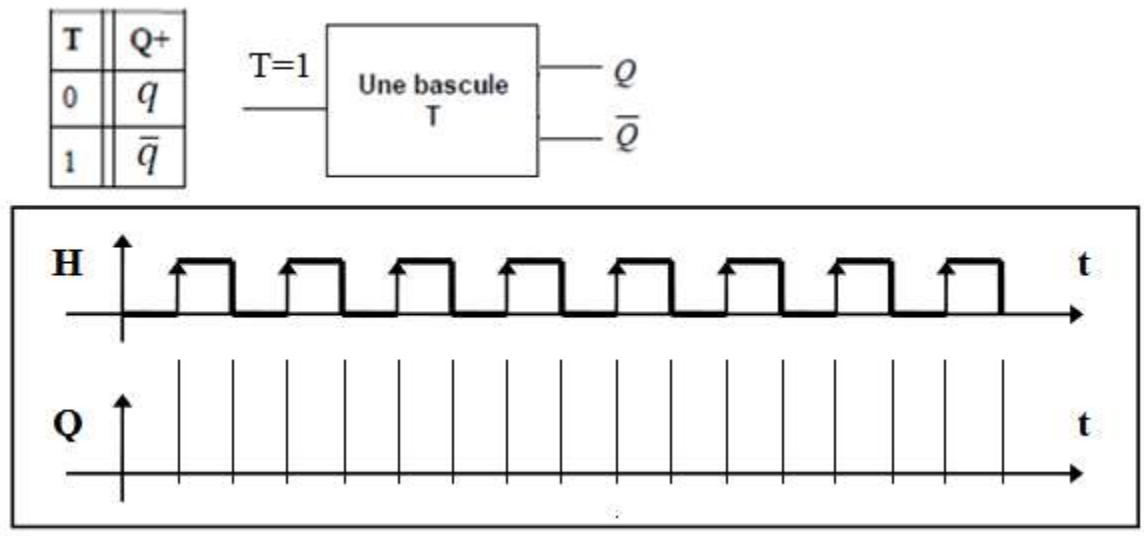 T Q+
0 q
1 q̅
T=1
Une bascule
T
Q
Q̅
H t
Q t